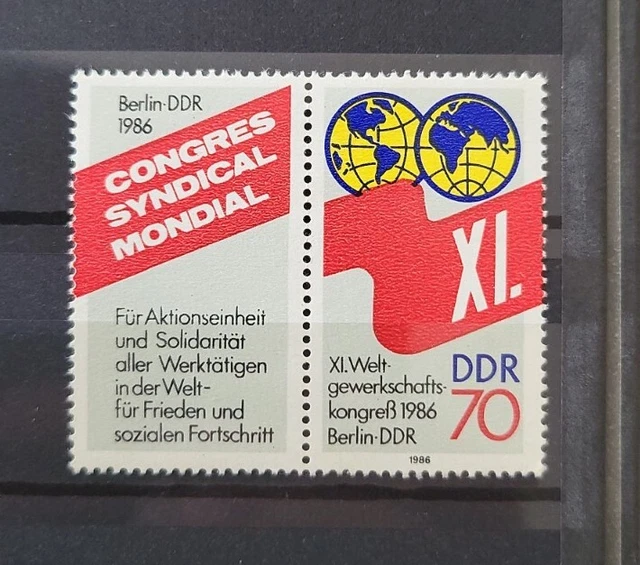 Berlin-DDR
1986
CONGRES
SYNDICAL
MONDIAL
Für Aktionseinheit
und Solidarität
aller Werktätigen
in der Welt-
für Frieden und
sozialen Fortschritt
XI.
XI. Welt-
gewerkschafts-
kongreß 1986
Berlin-DDR
DDR
70
1986